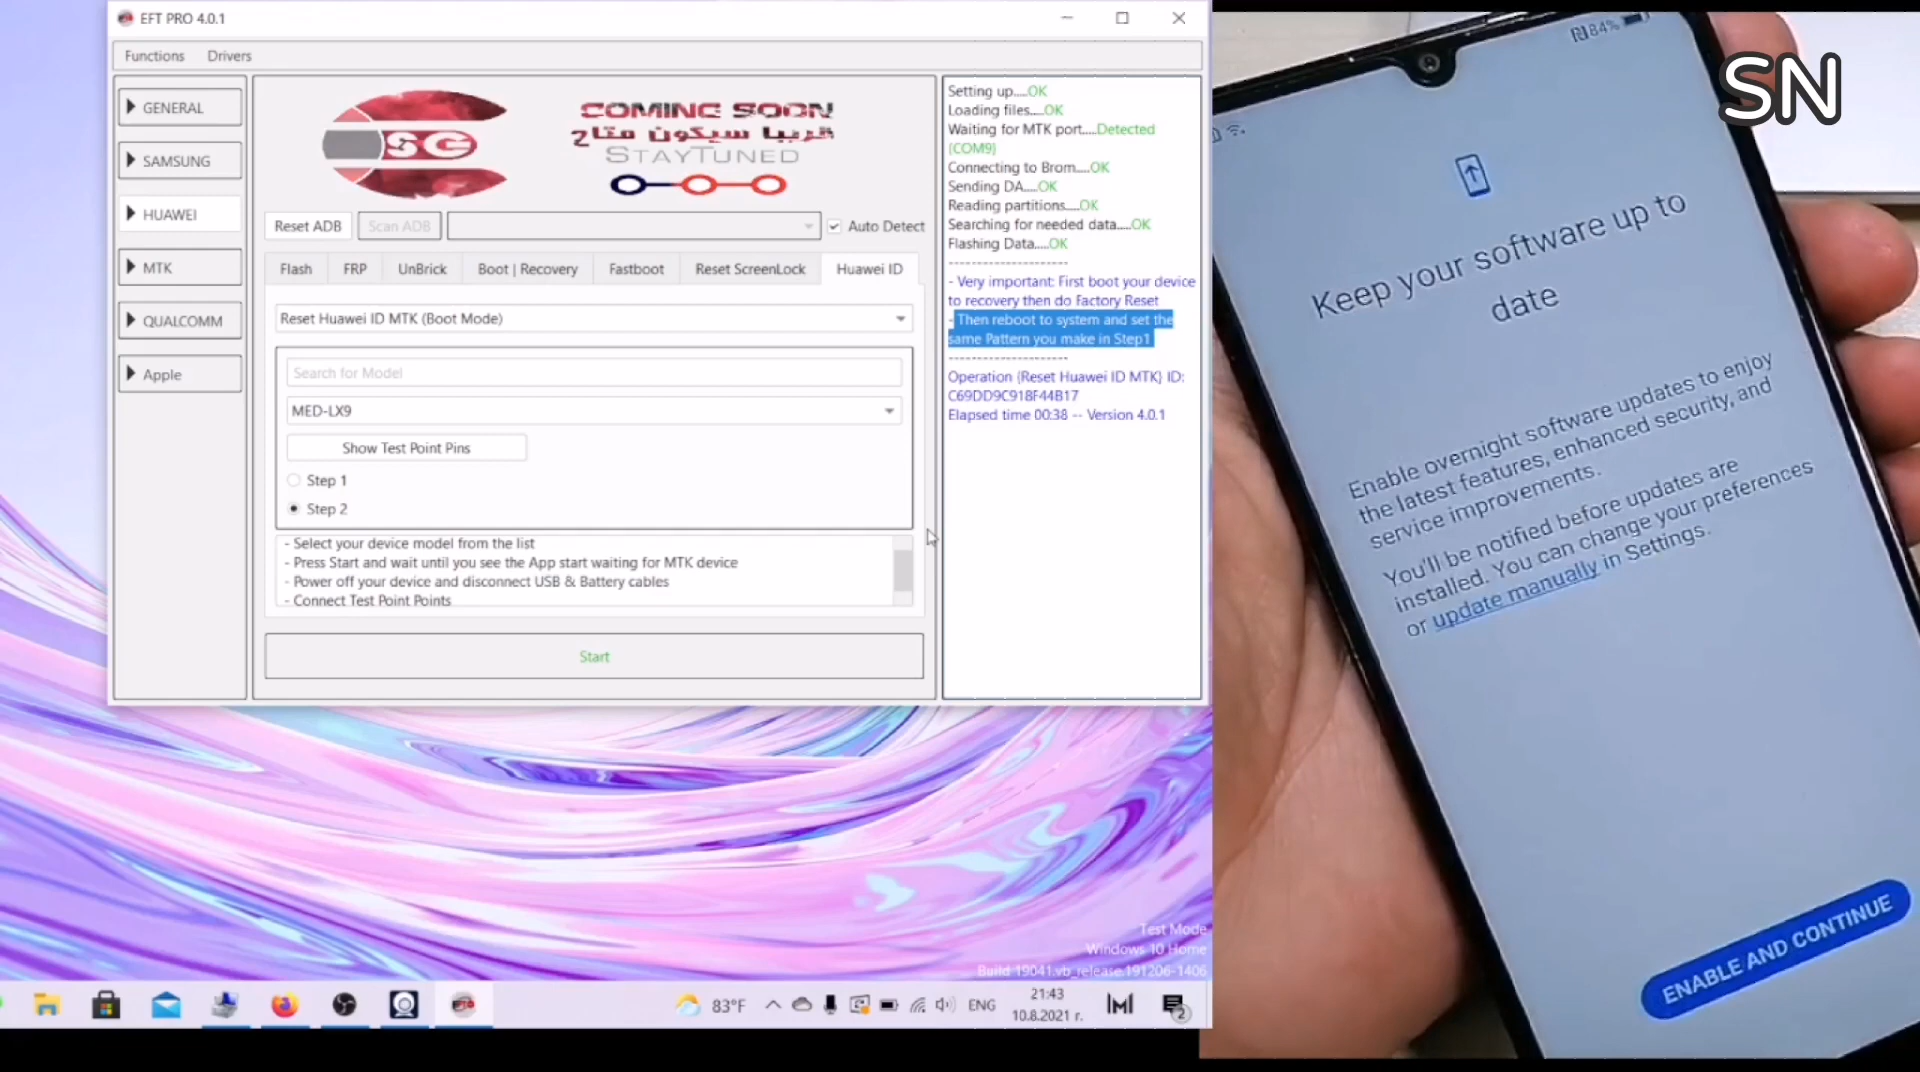 EFT PRO 4.0.1
Functions Drivers
GENERAL
SAMSUNG
HUAWEI
MTK
QUALCOMM
Apple
SG
COMING SOON
قريبا سيكون متاح
STAYTUNED
Reset ADB Scan ADB Auto Detect
Flash FRP UnBrick Boot | Recovery Fastboot Reset ScreenLock Huawei ID
Reset Huawei ID MTK (Boot Mode)
Search for Model
MED-LX9
Show Test Point Pins
Step 1
Step 2
- Select your device model from the list
- Press Start and wait until you see the App start waiting for MTK device
- Power off your device and disconnect USB & Battery cables
- Connect Test Point Points
Start
Setting up....OK
Loading files....OK
Waiting for MTK port....Detected
(COM9)
Connecting to Brom....OK
Sending DA....OK
Reading partitions....OK
Searching for needed data....OK
Flashing Data....OK
---------------------
- Very important: First boot your device
to recovery then do Factory Reset
- Then reboot to system and set the
same Pattern you make in Step1
---------------------
Operation (Reset Huawei ID MTK) ID:
C69DD9C918F44B17
Elapsed time 00:38 -- Version 4.0.1
Test Mode
Windows 10 Home
Build 19041.vb_release.191206-1406
83°F ENG 21:43
10.8.2021 г.
2
84%
SN
Keep your software up to
date
Enable overnight software updates to enjoy
the latest features, enhanced security, and
service improvements.
You'll be notified before updates are
installed. You can change your preferences
or update manually in Settings.
ENABLE AND CONTINUE